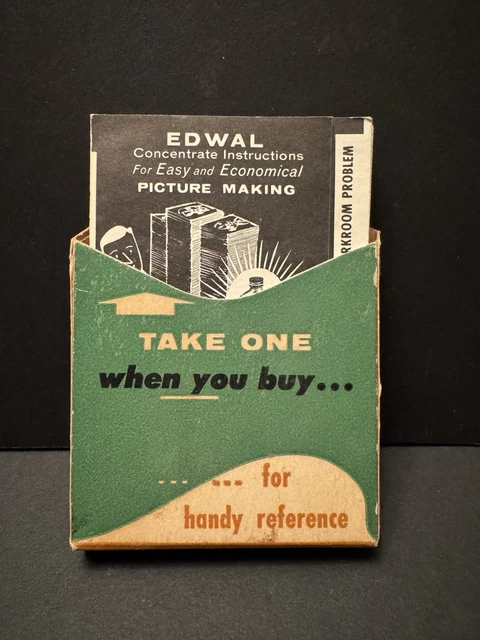 EDWAL
Concentrate Instructions
For Easy and Economical
PICTURE MAKING
RKROOM PROBLEM
TAKE ONE
when you buy...
... ... for
handy reference